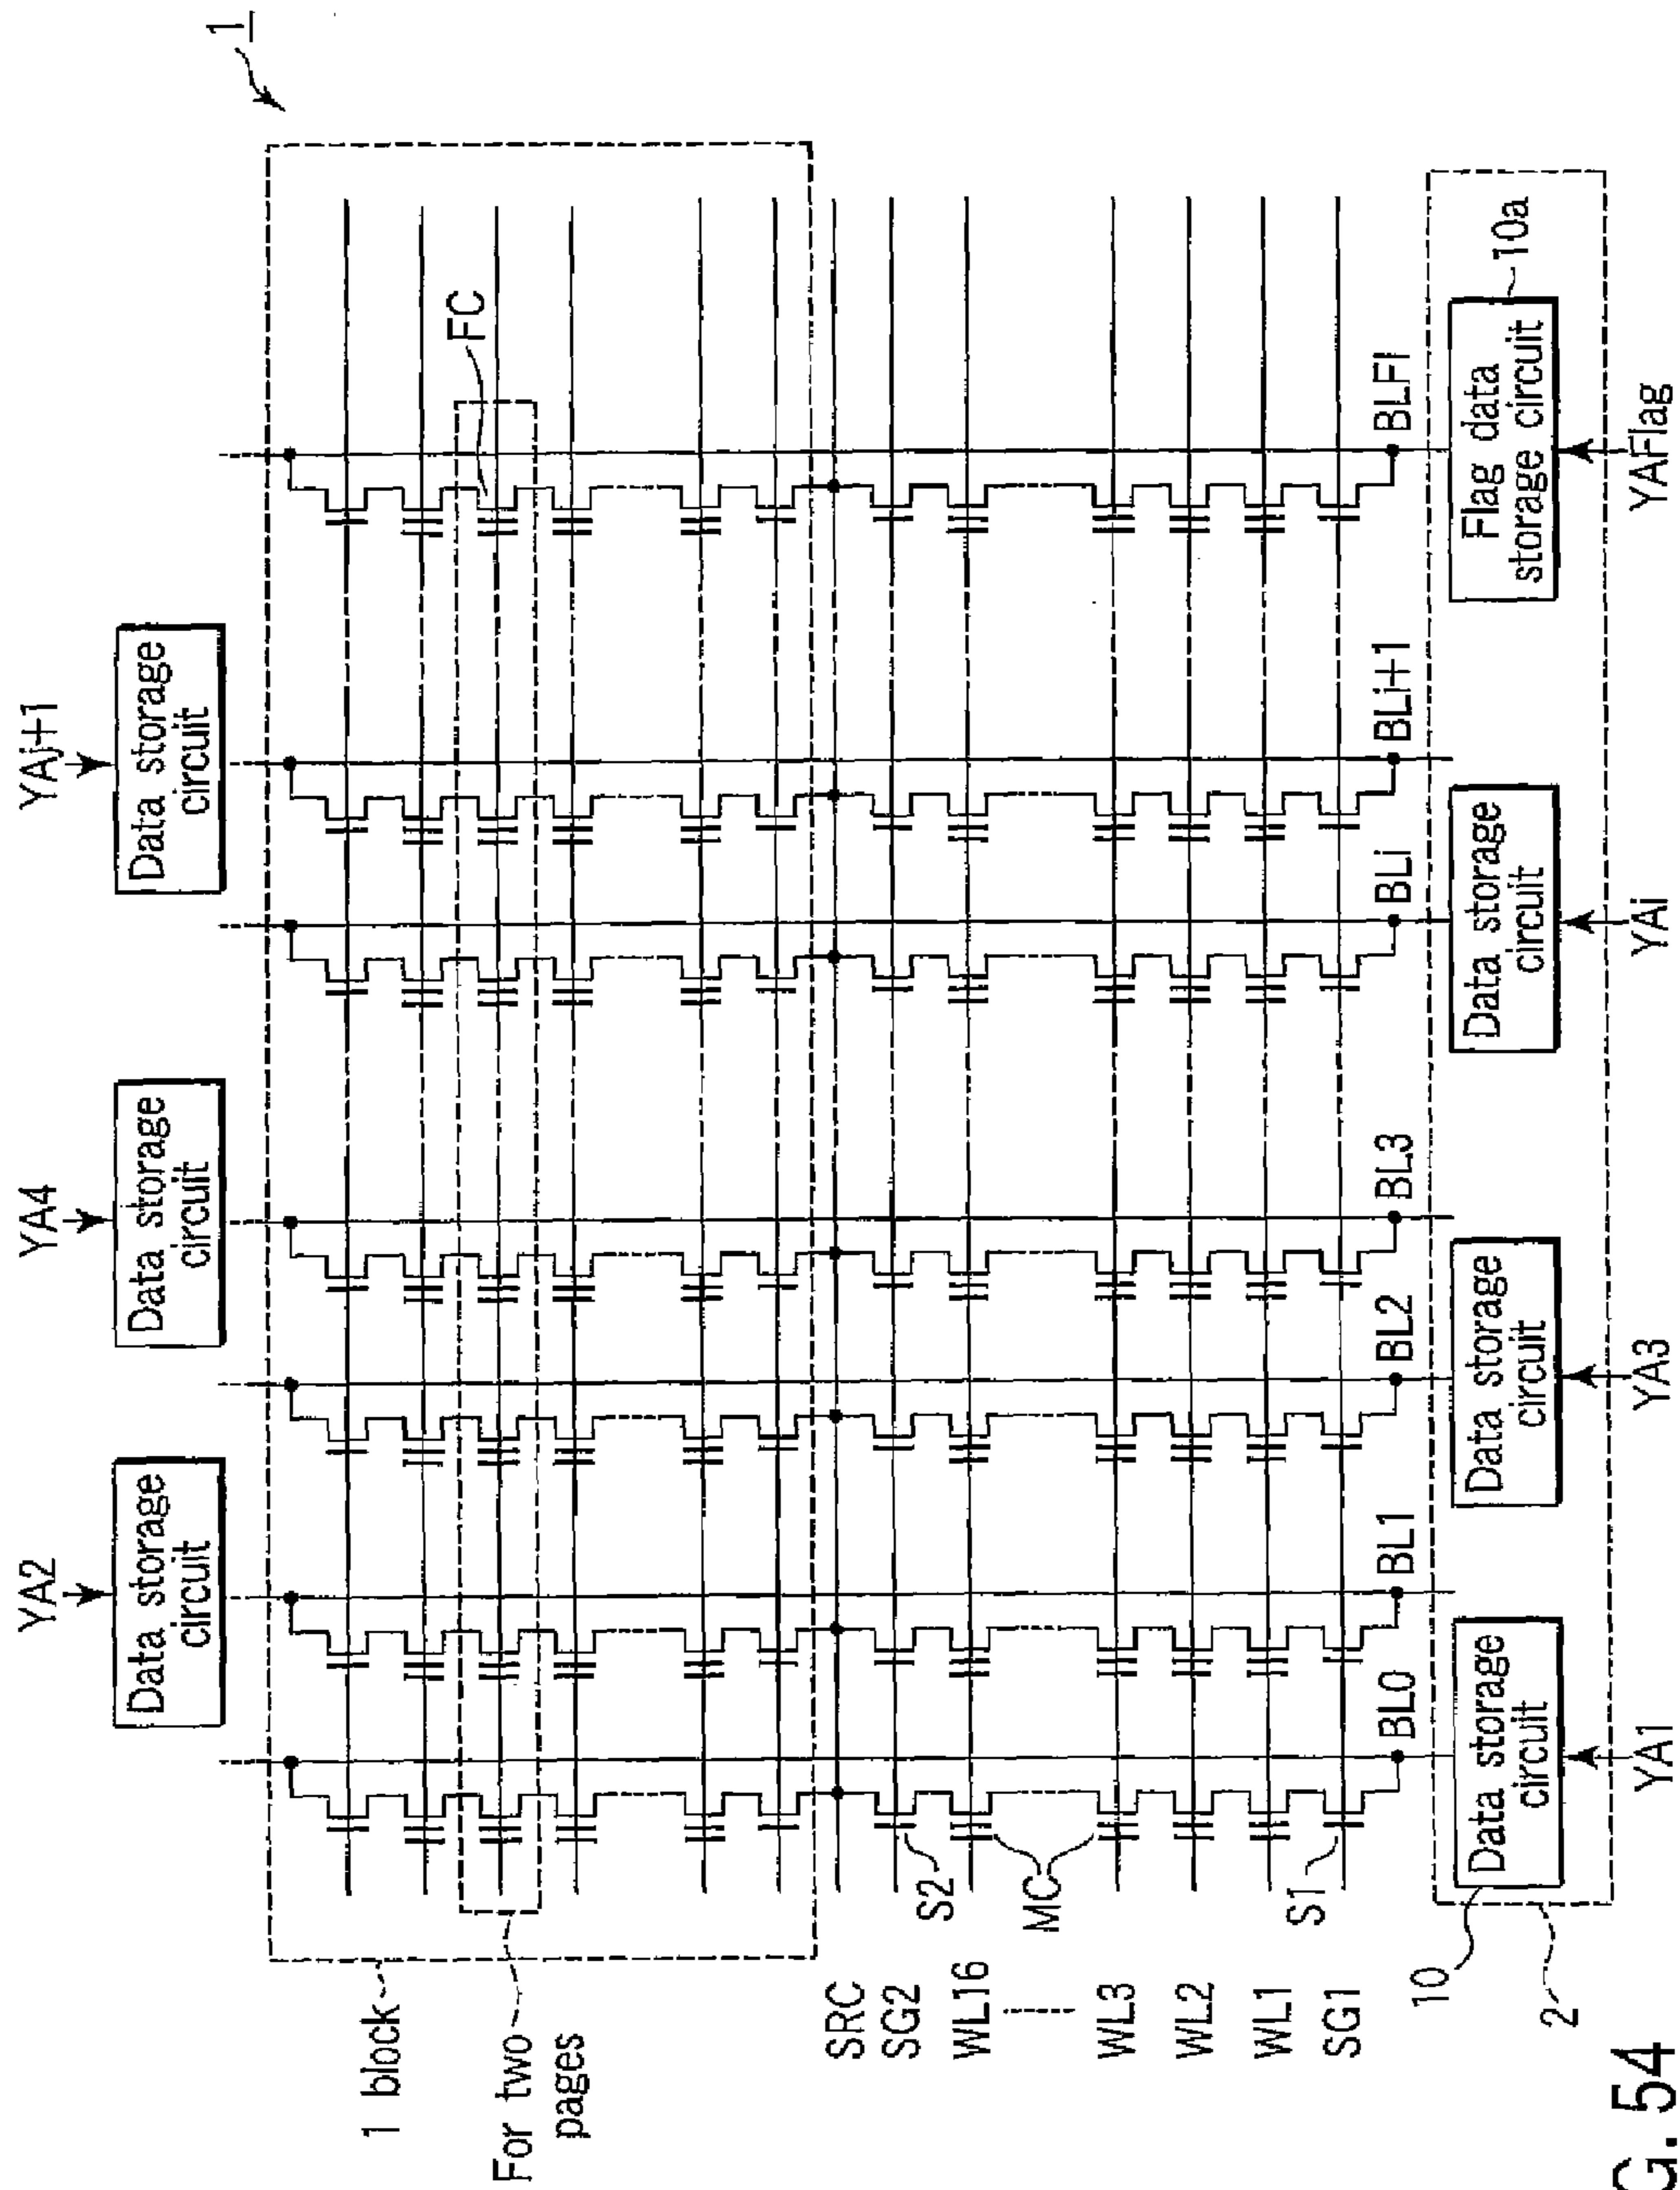 YA2
YA4
YAj+1
Data storage
circuit
Data storage
circuit
Data storage
circuit
1
1 block
For two
pages
FC
SRC
SG2
WL16
WL3
WL2
WL1
SG1
S2
MC
S1
BL0
BL1
BL2
BL3
BLi
BLi+1
BLFl
10
Data storage
circuit
Data storage
circuit
Data storage
circuit
Flag data
storage circuit
10a
2
YA1
YA3
YAi
YAFlag
G. 54